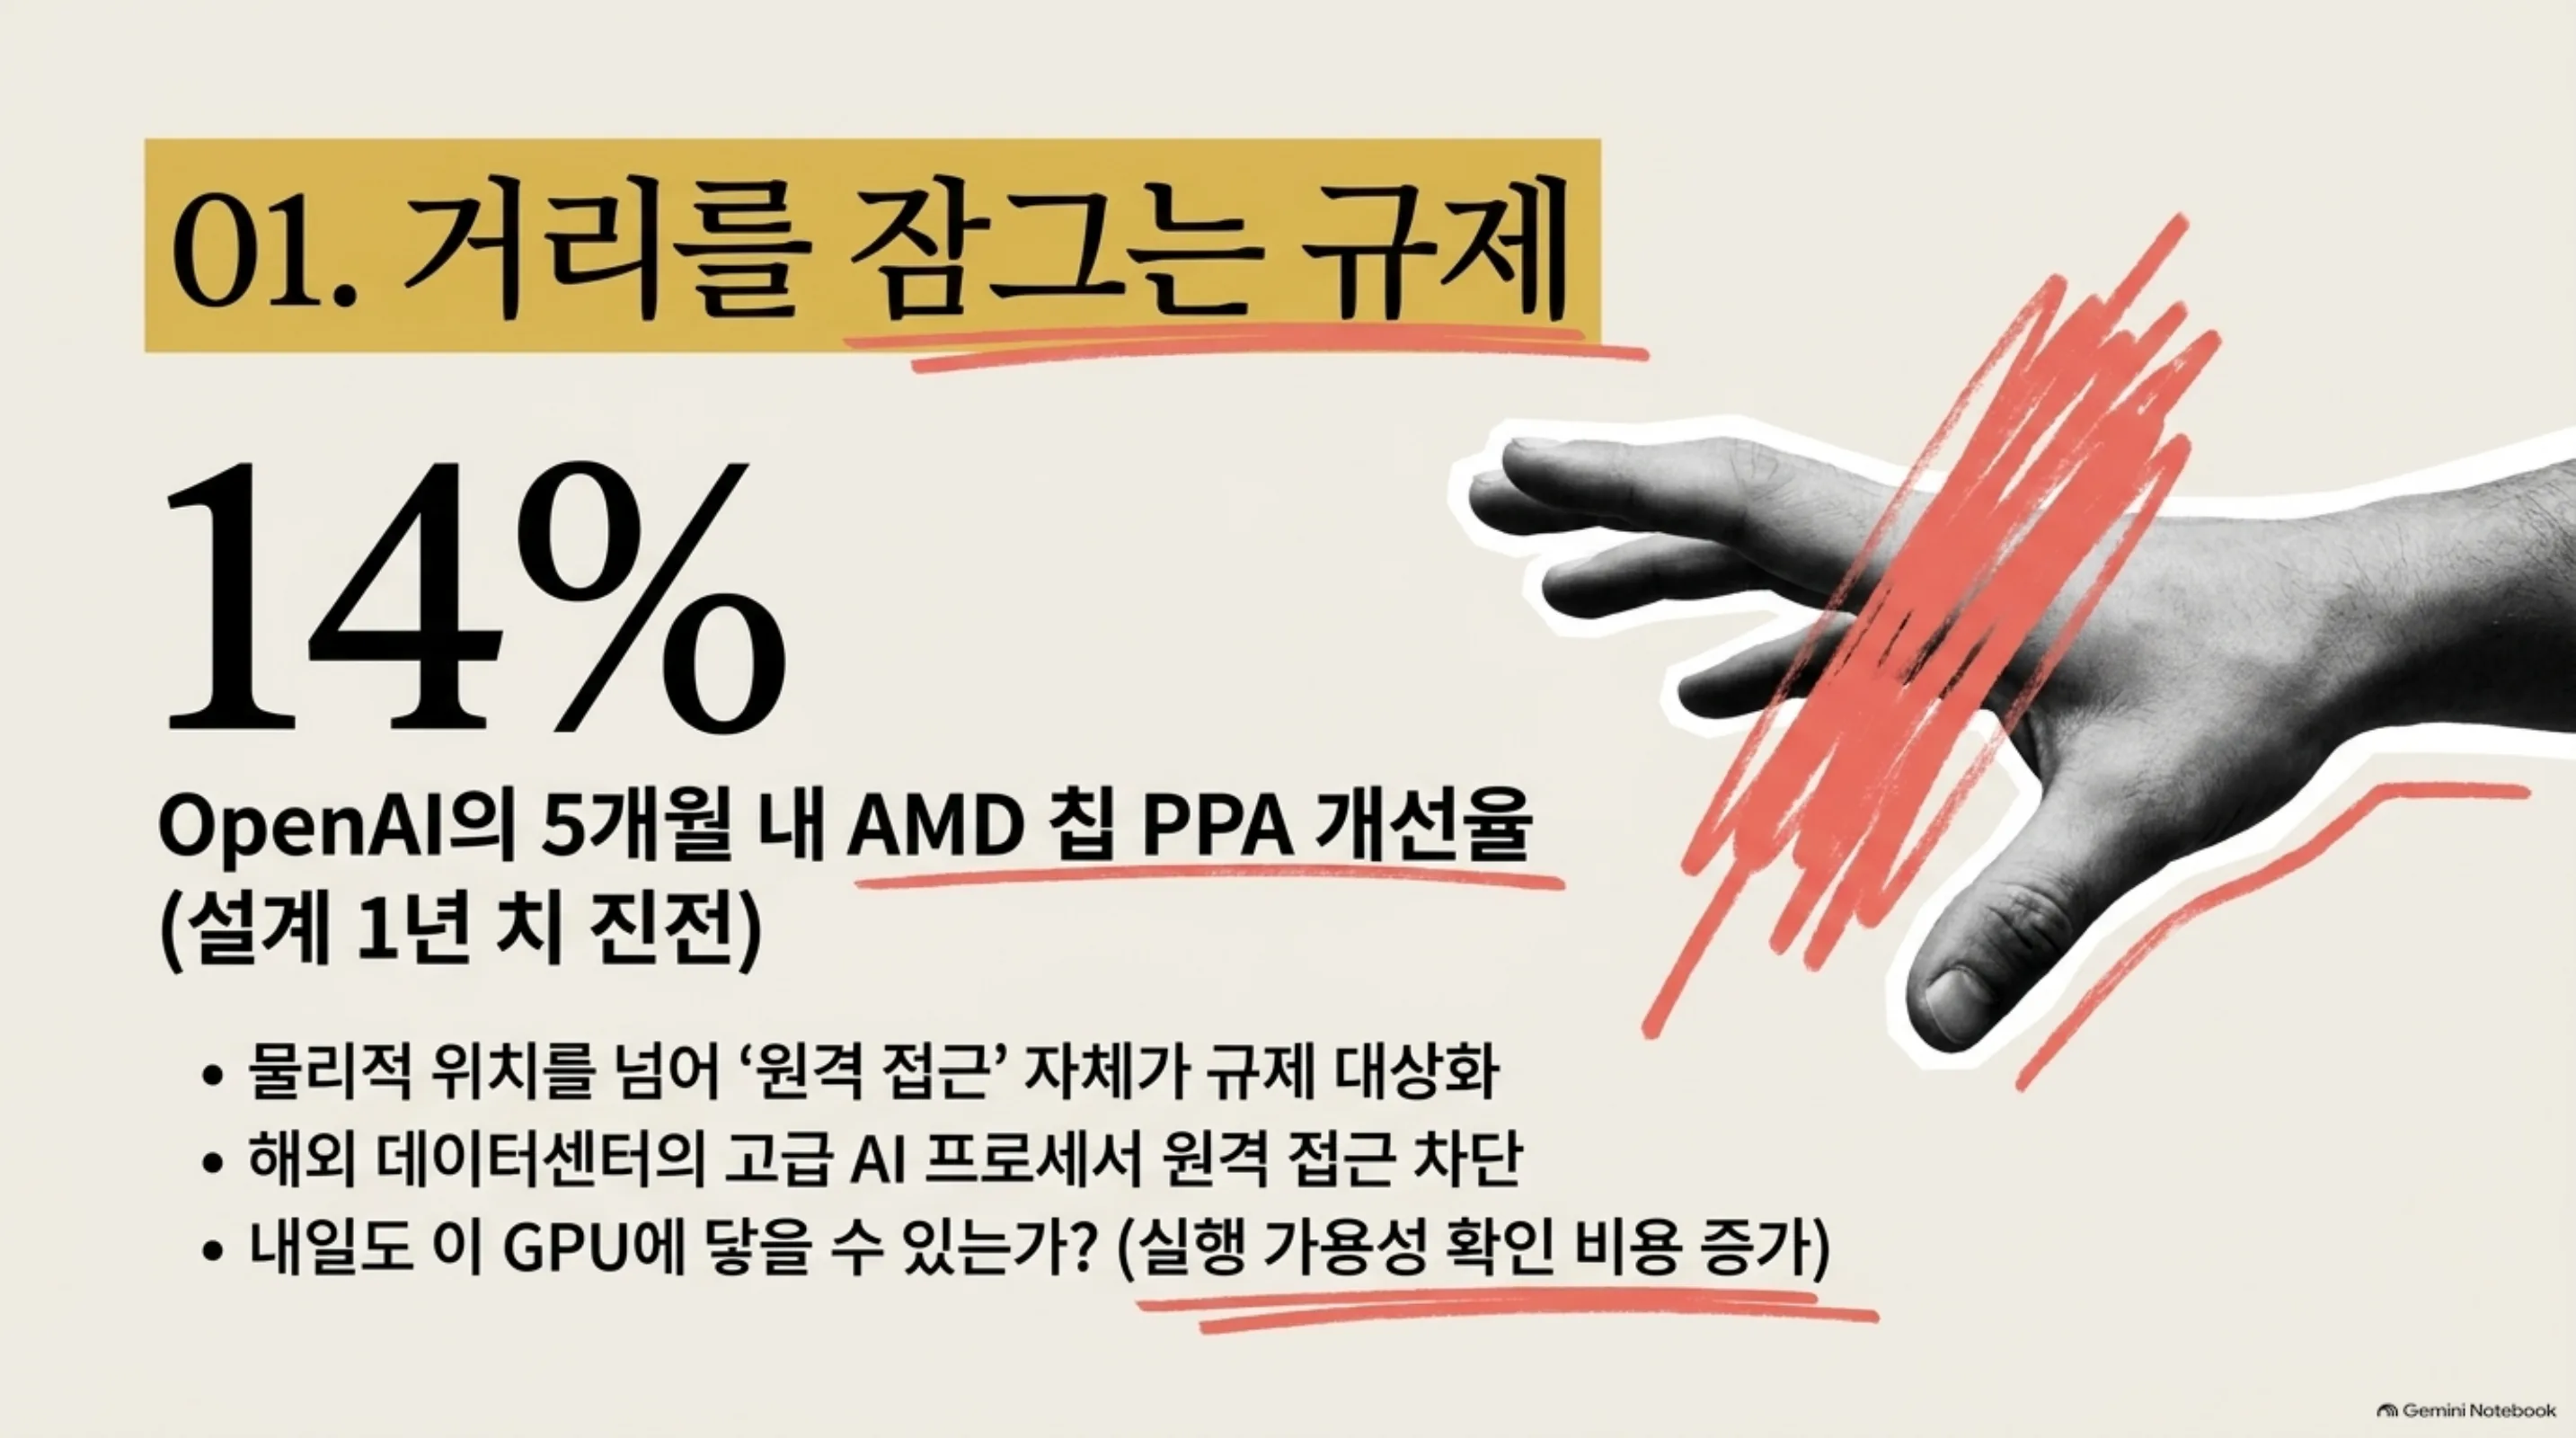 01. 거리를 잠그는 규제
14%
OpenAI의 5개월 내 AMD 칩 PPA 개선율
(설계 1년 치 진전)
• 물리적 위치를 넘어 ‘원격 접근’ 자체가 규제 대상화
• 해외 데이터센터의 고급 AI 프로세서 원격 접근 차단
• 내일도 이 GPU에 닿을 수 있는가? (실행 가용성 확인 비용 증가)
Gemini Notebook